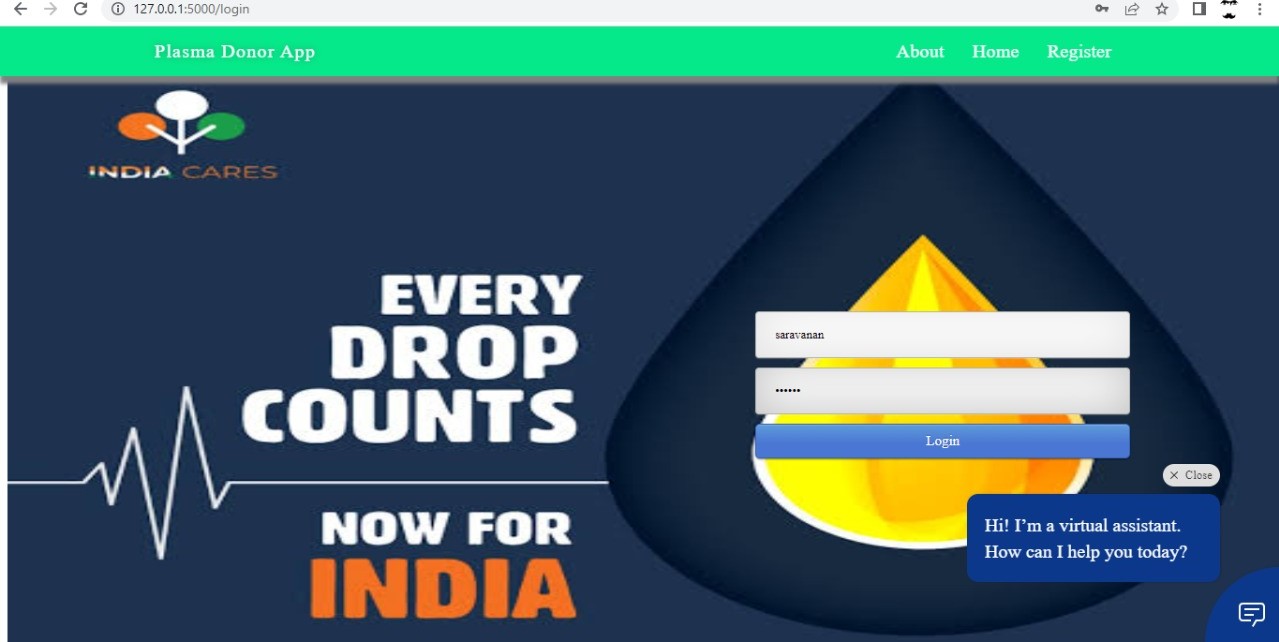 127.0.0.1:5000/login
Plasma Donor App
About Home Register
INDIA CARES
EVERY
DROP
COUNTS
NOW FOR
INDIA
saravanan
••••••
Login
× Close
Hi! I’m a virtual assistant.
How can I help you today?